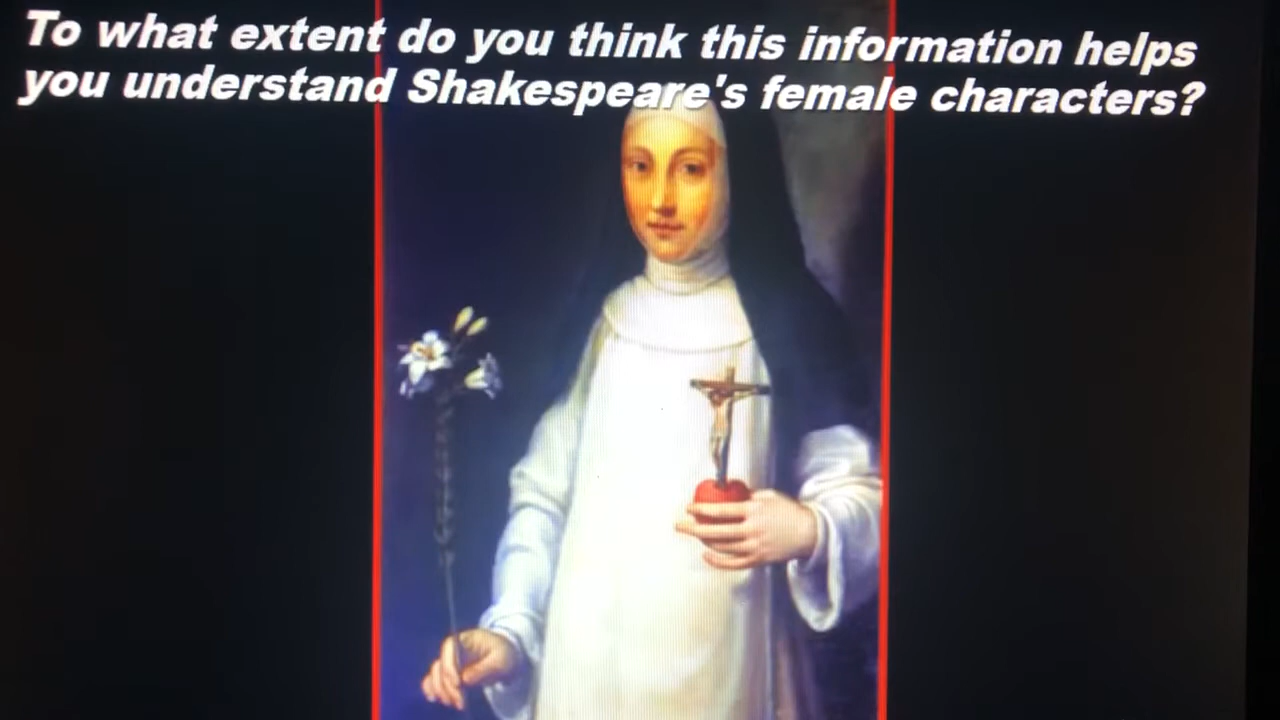 To what extent do you think this information helps
you understand Shakespeare's female characters?